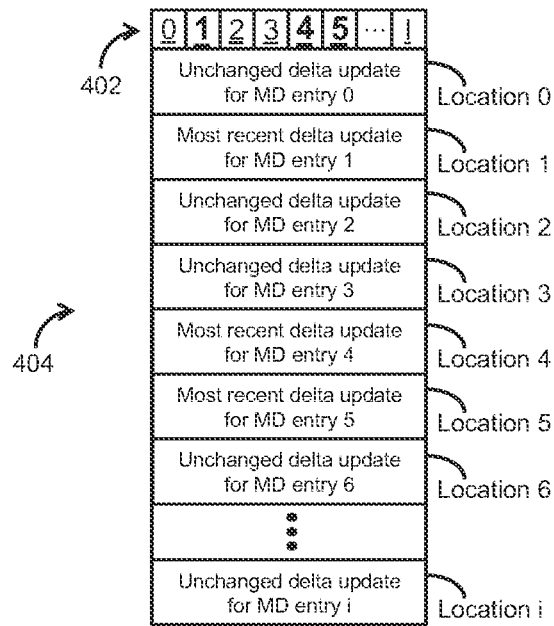 0 1 2 3 4 5 ... I
402
Unchanged delta update
for MD entry 0
Location 0
Most recent delta update
for MD entry 1
Location 1
Unchanged delta update
for MD entry 2
Location 2
Unchanged delta update
for MD entry 3
Location 3
404
Most recent delta update
for MD entry 4
Location 4
Most recent delta update
for MD entry 5
Location 5
Unchanged delta update
for MD entry 6
Location 6
Unchanged delta update
for MD entry i
Location i